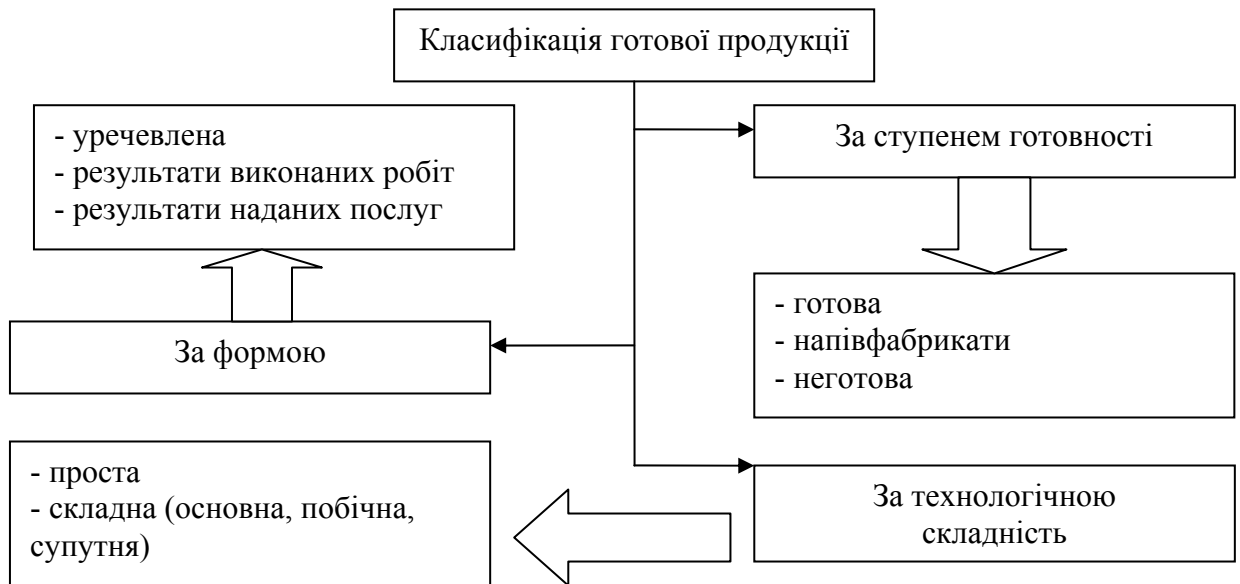 Класифікація готової продукції
- уречевлена
- результати виконаних робіт
- результати наданих послуг
За ступенем готовності
- готова
- напівфабрикати
- неготова
За формою
- проста
- складна (основна, побічна,
супутня)
За технологічною
складність